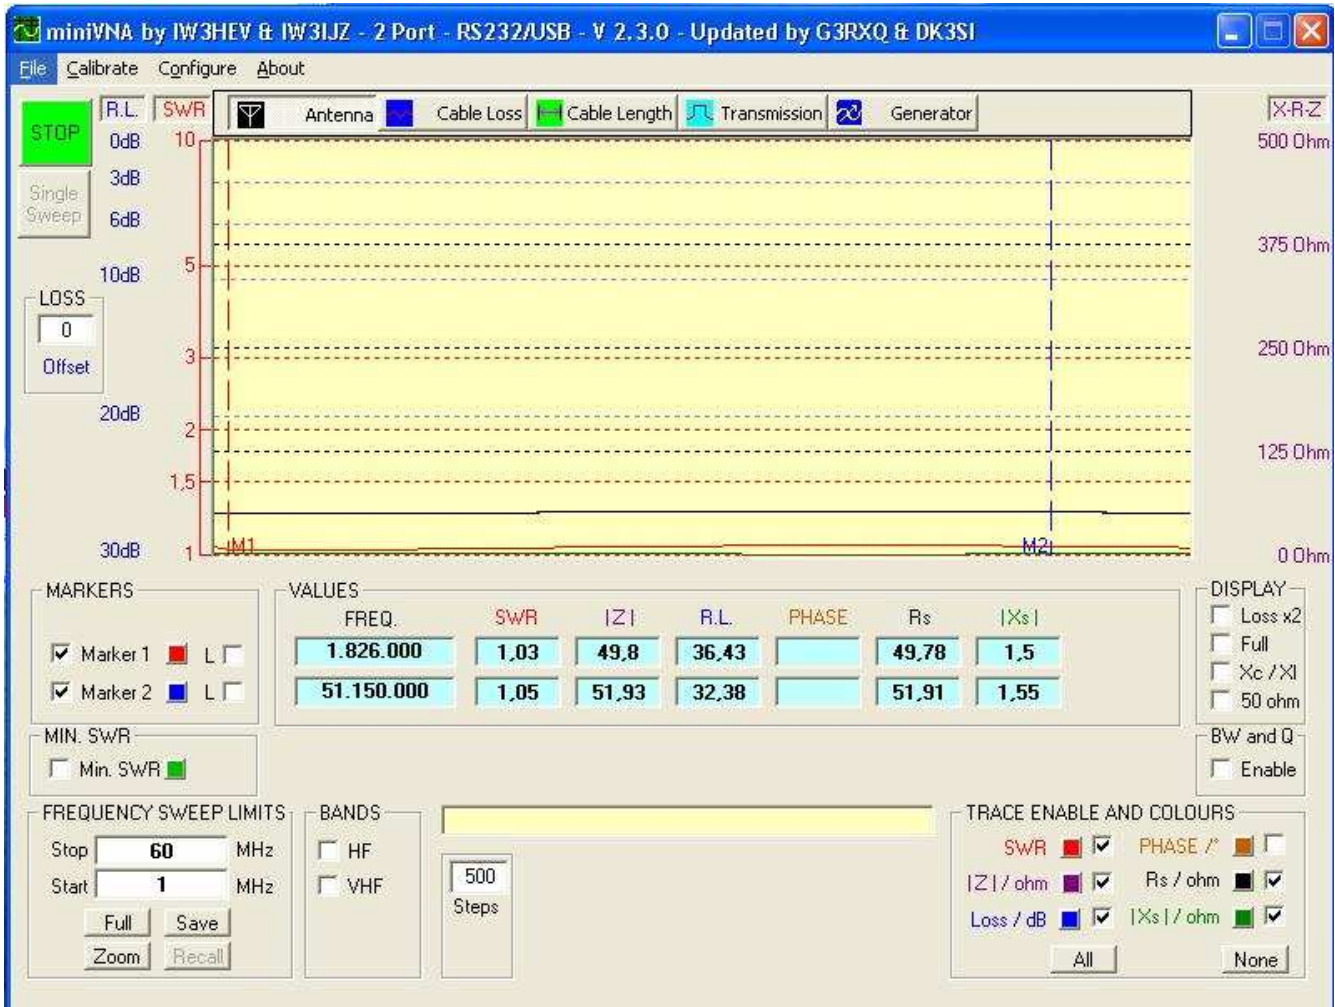 miniVNA by IW3HEV & IW3IJZ - 2 Port - RS232/USB - V 2.3.0 - Updated by G3RXQ & DK3SI
File Calibrate Configure About
STOP R.L. SWR Antenna Cable Loss Cable Length Transmission Generator X-R-Z
0dB 10 500 Ohm
Single Sweep
3dB
6dB
375 Ohm
5
10dB
LOSS
0
Offset
3 250 Ohm
20dB
2
125 Ohm
1,5
30dB 1 M1 M2 0 Ohm
MARKERS VALUES DISPLAY
FREQ. SWR |Z| R.L. PHASE Rs |Xs| Loss x2
Marker 1 L 1.826.000 1,03 49,8 36,43 49,78 1,5 Full
Xc / Xl
Marker 2 L 51.150.000 1,05 51,93 32,38 51,91 1,55 50 ohm
MIN. SWR BW and Q
Min. SWR Enable
FREQUENCY SWEEP LIMITS BANDS TRACE ENABLE AND COLOURS
Stop 60 MHz HF SWR PHASE /°
Start 1 MHz VHF 500 |Z| / ohm Rs / ohm
Steps
Full Save Loss / dB |Xs| / ohm
Zoom Recall All None